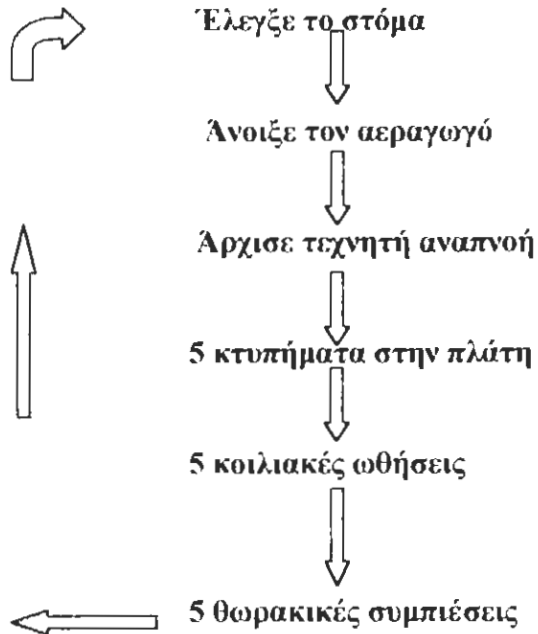 Έλεγξε το στόμα
Άνοιξε τον αεραγωγό
Άρχισε τεχνητή αναπνοή
5 κτυπήματα στην πλάτη
5 κοιλιακές ωθήσεις
5 θωρακικές συμπιέσεις